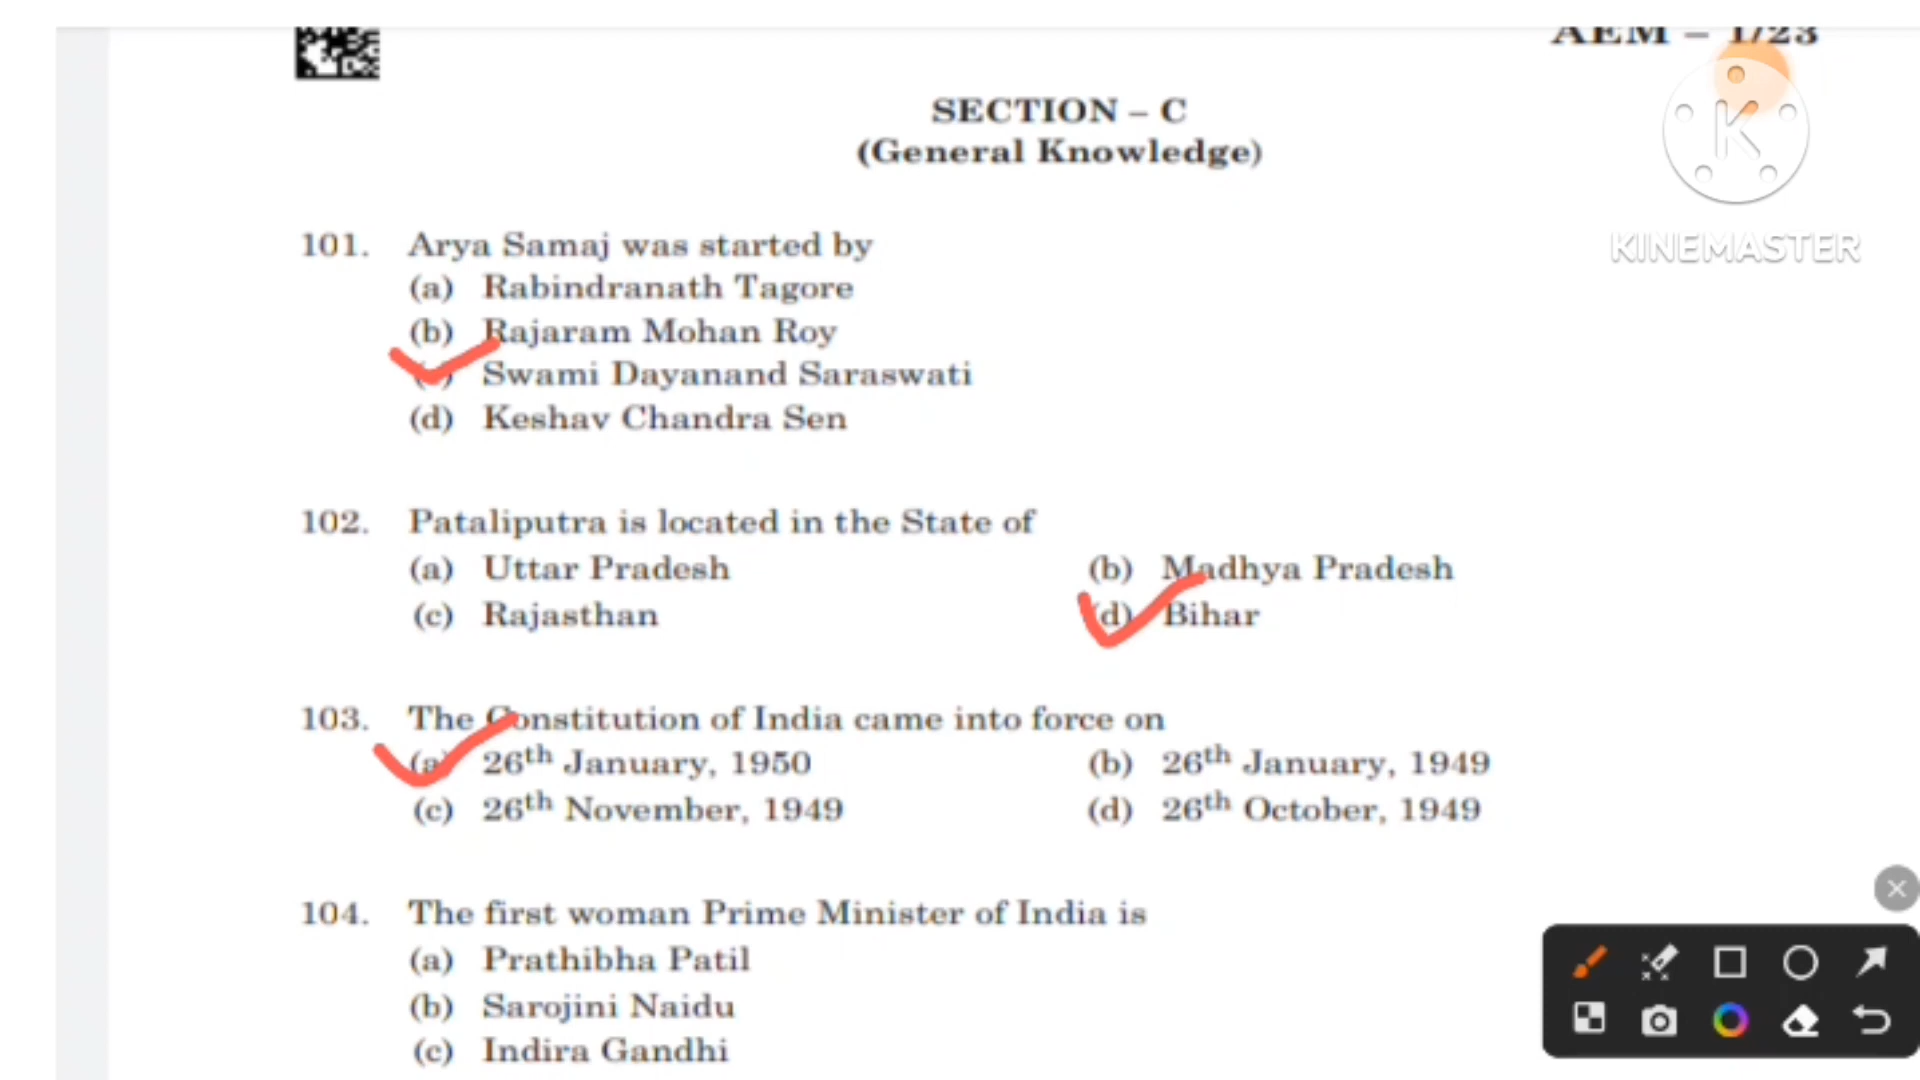 AEM – 1/23
SECTION – C
(General Knowledge)
KINEMASTER
101. Arya Samaj was started by
(a) Rabindranath Tagore
(b) Rajaram Mohan Roy
Swami Dayanand Saraswati
(d) Keshav Chandra Sen
102. Pataliputra is located in the State of
(a) Uttar Pradesh (b) Madhya Pradesh
(c) Rajasthan (d) Bihar
103. The Constitution of India came into force on
(a) 26th January, 1950 (b) 26th January, 1949
(c) 26th November, 1949 (d) 26th October, 1949
104. The first woman Prime Minister of India is
(a) Prathibha Patil
(b) Sarojini Naidu
(c) Indira Gandhi